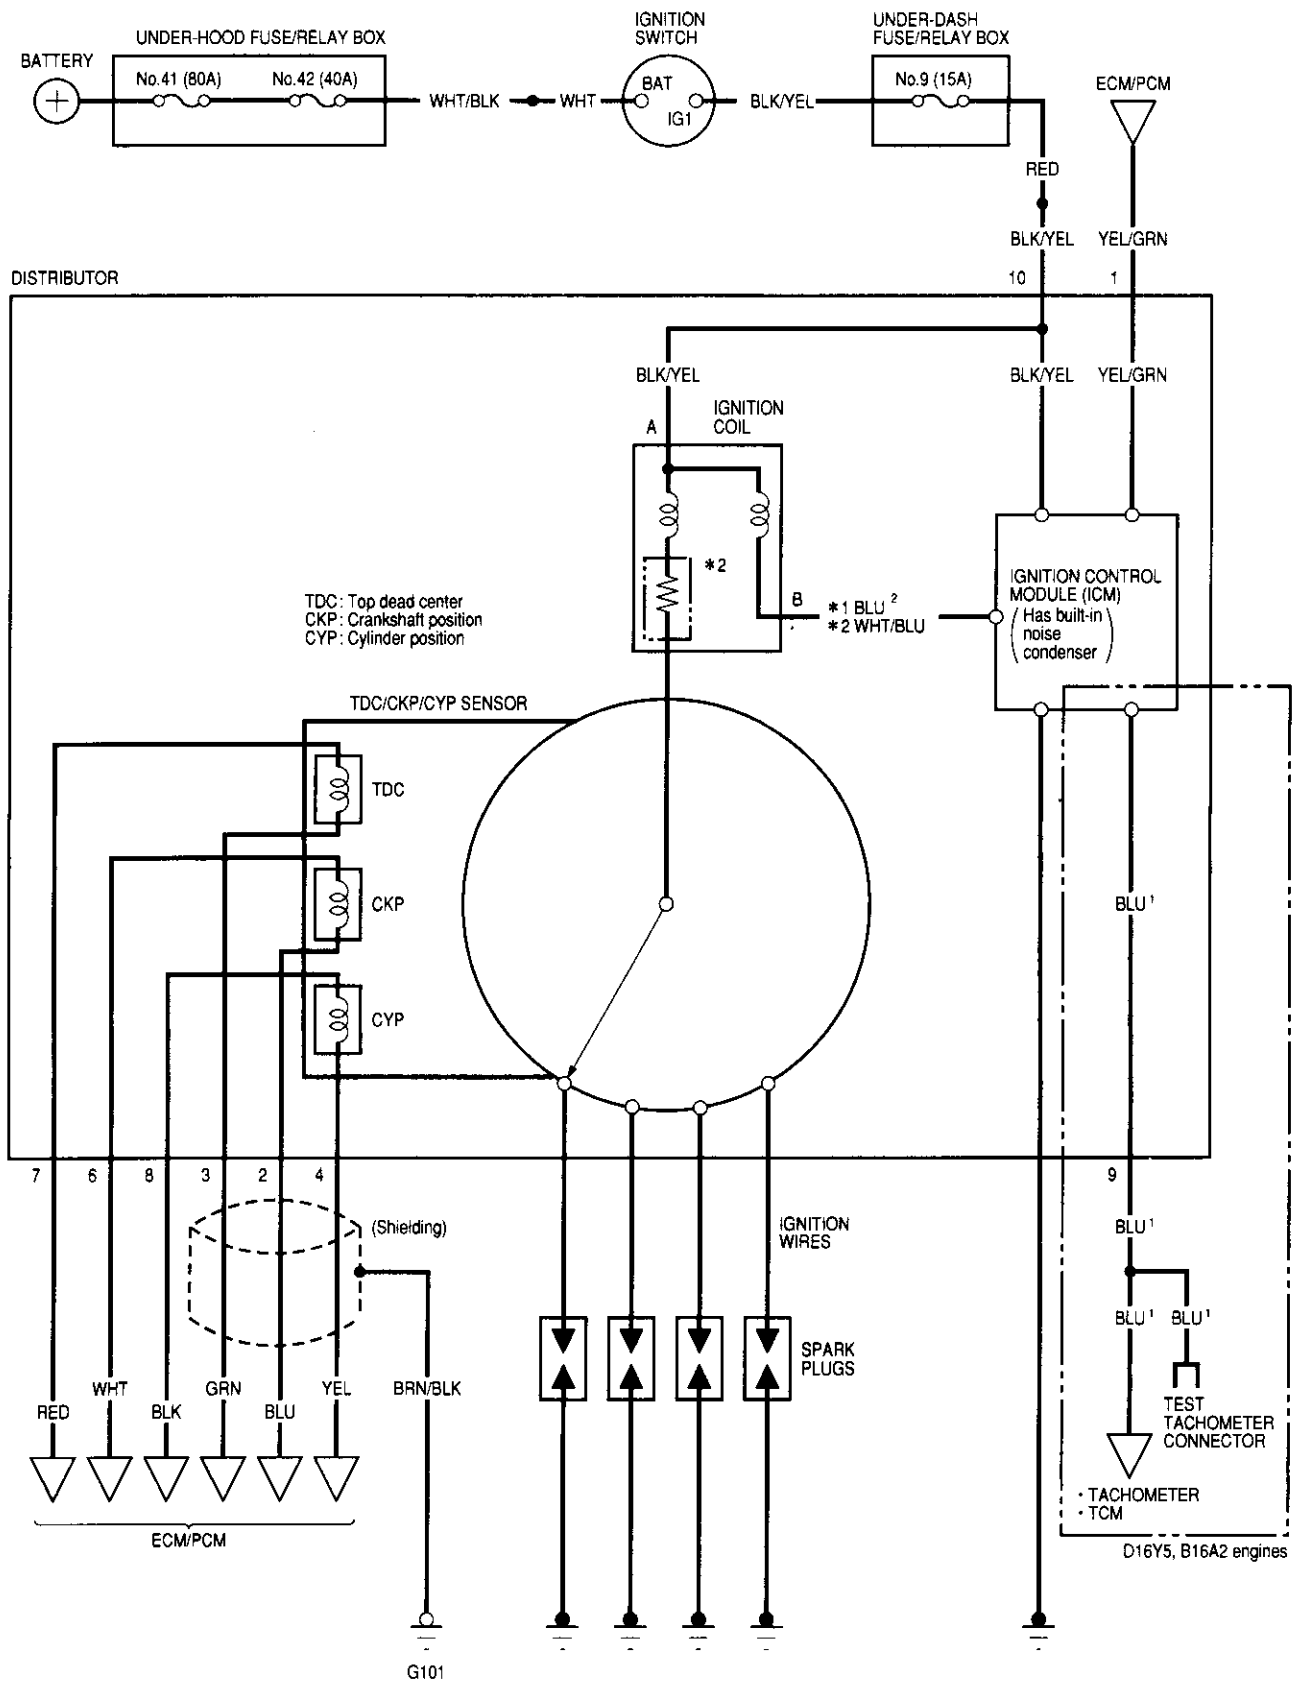 IGNITION
SWITCH
UNDER-DASH
FUSE/RELAY BOX
UNDER-HOOD FUSE/RELAY BOX
BATTERY
No.41 (80A)
No.42 (40A)
BAT
IG1
No.9 (15A)
ECM/PCM
WHT/BLK
WHT
BLK/YEL
RED
BLK/YEL
YEL/GRN
DISTRIBUTOR
10
1
BLK/YEL
BLK/YEL
YEL/GRN
IGNITION
COIL
A
*2
B
*1 BLU 2
*2 WHT/BLU
IGNITION CONTROL
MODULE (ICM)
(Has built-in
noise
condenser)
TDC: Top dead center
CKP: Crankshaft position
CYP: Cylinder position
TDC/CKP/CYP SENSOR
TDC
CKP
CYP
BLU 1
7
6
8
3
2
4
9
(Shielding)
IGNITION
WIRES
BLU 1
BLU 1
BLU 1
SPARK
PLUGS
RED
WHT
BLK
GRN
BLU
YEL
BRN/BLK
TEST
TACHOMETER
CONNECTOR
· TACHOMETER
· TCM
ECM/PCM
D16Y5, B16A2 engines
G101